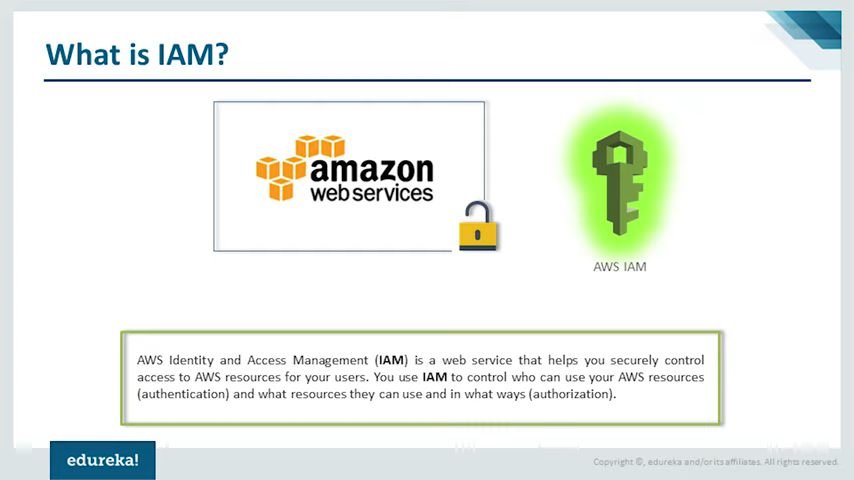 What is IAM?
amazon
web services
AWS IAM
AWS Identity and Access Management (IAM) is a web service that helps you securely control
access to AWS resources for your users. You use IAM to control who can use your AWS resources
(authentication) and what resources they can use and in what ways (authorization).
edureka!
Copyright ©, edureka and/or its affiliates. All rights reserved.